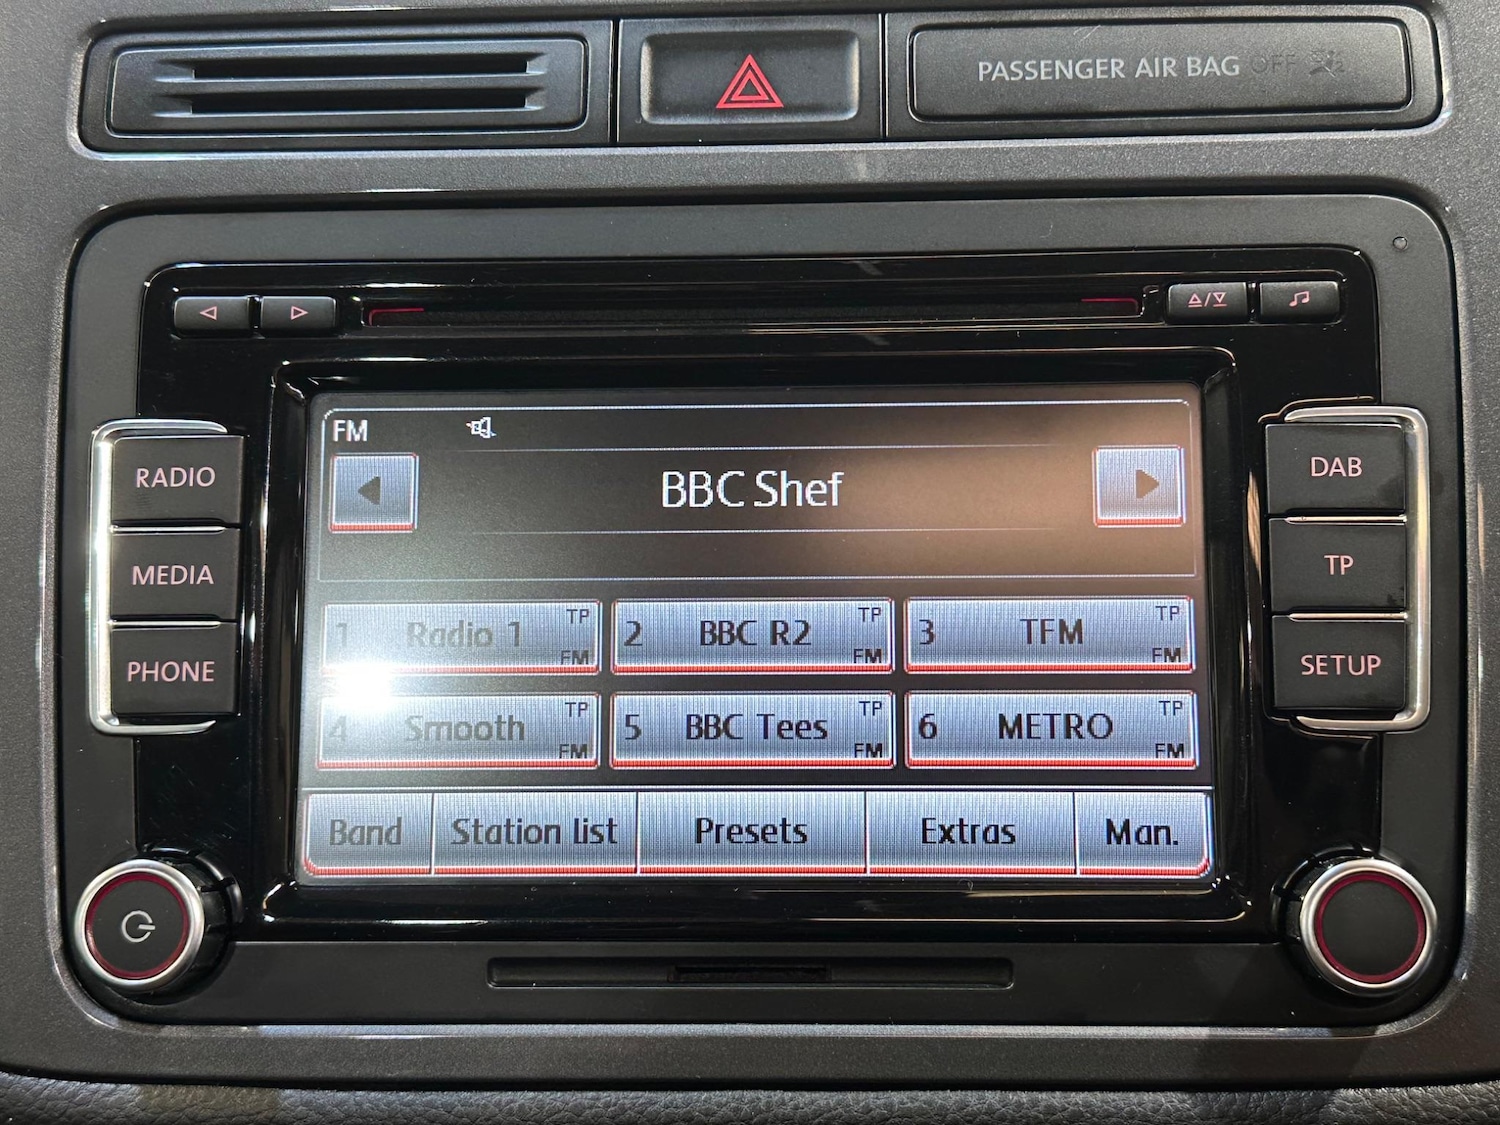 PASSENGER AIR BAG OFF
RADIO
MEDIA
PHONE
FM
BBC Shef
1 Radio 1 TP FM
2 BBC R2 TP FM
3 TFM TP FM
4 Smooth TP FM
5 BBC Tees TP FM
6 METRO TP FM
Band Station list Presets Extras Man.
DAB
TP
SETUP